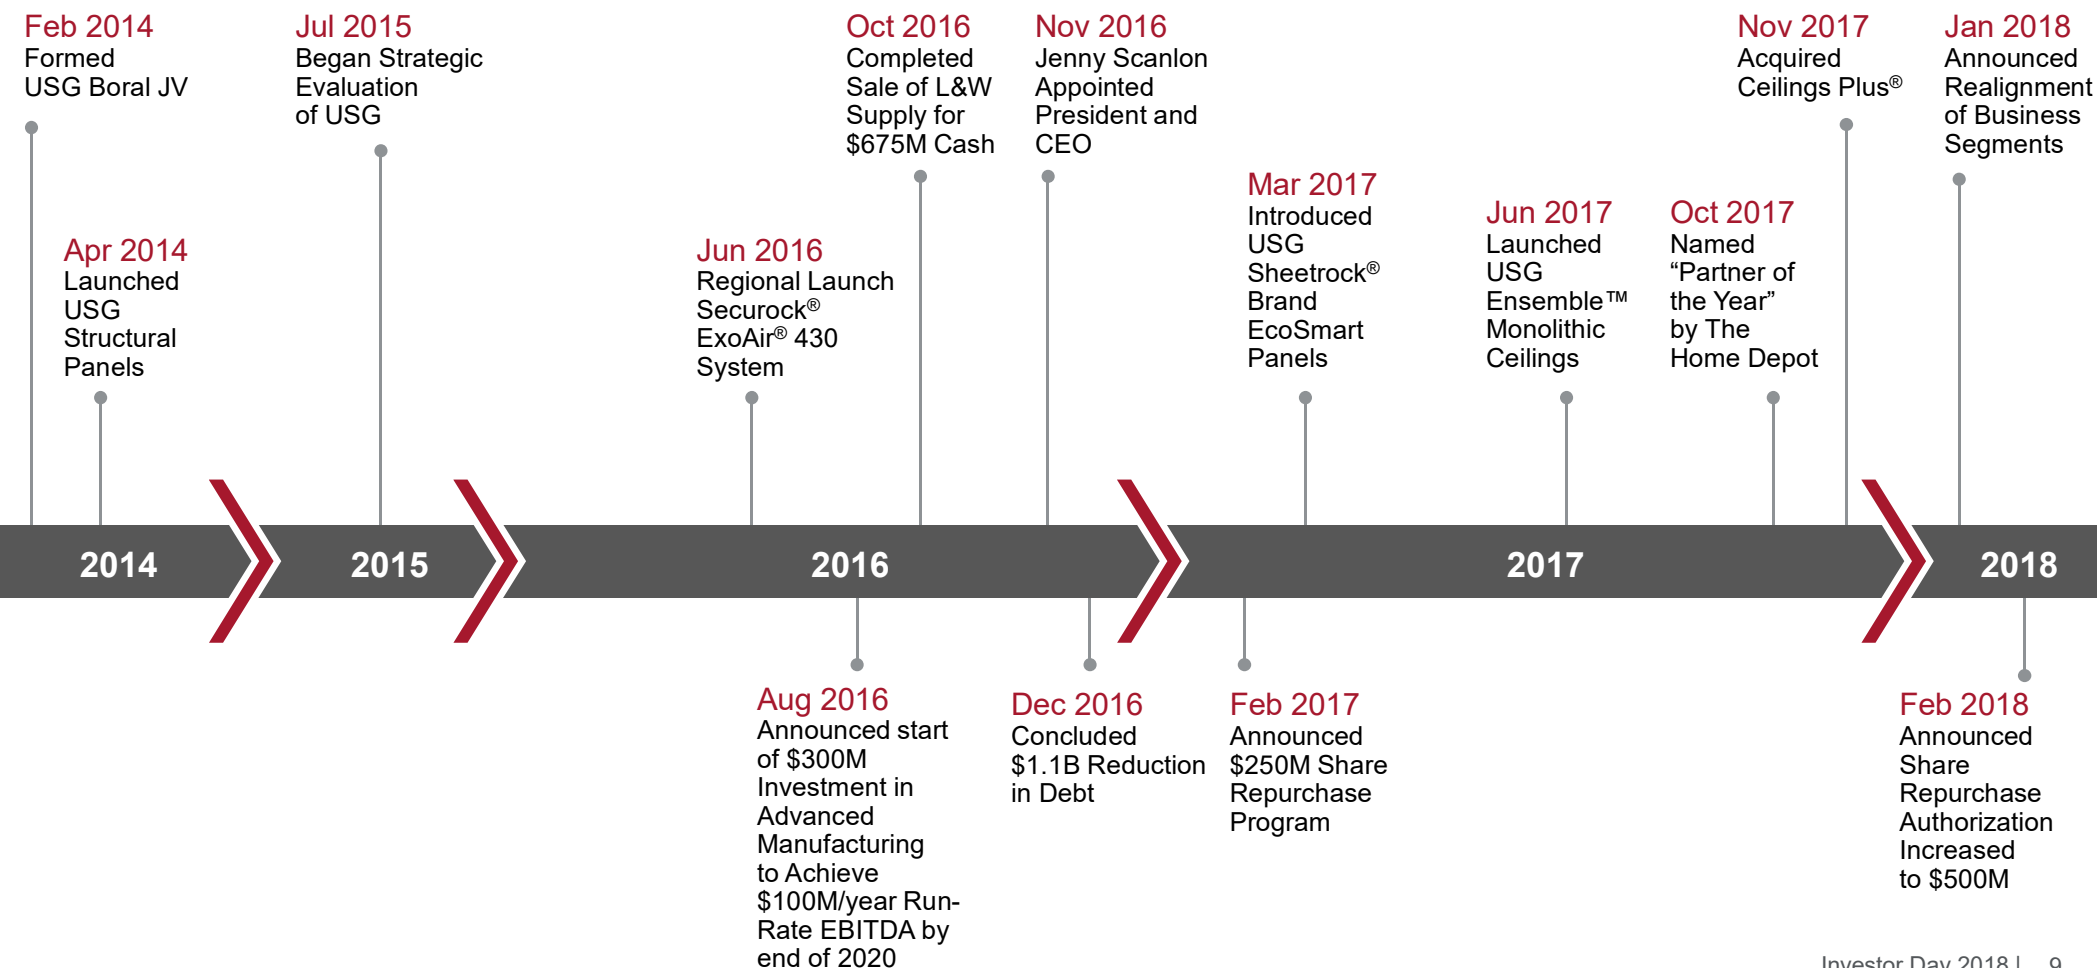 Feb 2014
Formed
USG Boral JV
Apr 2014
Launched
USG
Structural
Panels
Jul 2015
Began Strategic
Evaluation
of USG
Jun 2016
Regional Launch
Securock®
ExoAir® 430
System
Oct 2016
Completed
Sale of L&W
Supply for
$675M Cash
Nov 2016
Jenny Scanlon
Appointed
President and
CEO
Mar 2017
Introduced
USG
Sheetrock®
Brand
EcoSmart
Panels
Jun 2017
Launched
USG
Ensemble™
Monolithic
Ceilings
Oct 2017
Named
“Partner of
the Year”
by The
Home Depot
Nov 2017
Acquired
Ceilings Plus®
Jan 2018
Announced
Realignment
of Business
Segments
2014
2015
2016
2017
2018
Aug 2016
Announced start
of $300M
Investment in
Advanced
Manufacturing
to Achieve
$100M/year Run-
Rate EBITDA by
end of 2020
Dec 2016
Concluded
$1.1B Reduction
in Debt
Feb 2017
Announced
$250M Share
Repurchase
Program
Feb 2018
Announced
Share
Repurchase
Authorization
Increased
to $500M
Investor Day 2018 | 9